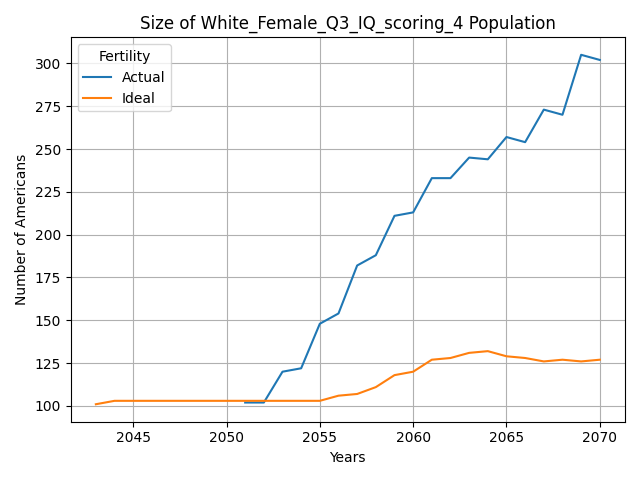 Size of White_Female_Q3_IQ_scoring_4 Population
Fertility
Actual
Ideal
Number of Americans
300
275
250
225
200
175
150
125
100
2045 2050 2055 2060 2065 2070
Years